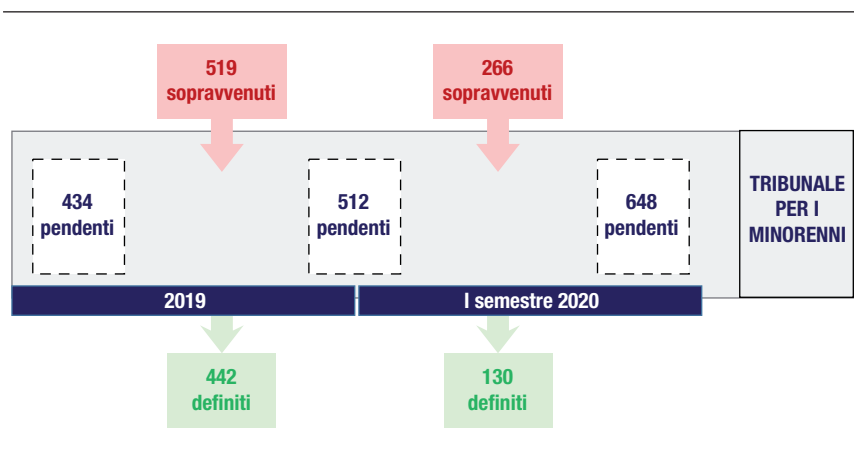 519
sopravvenuti
266
sopravvenuti
434
pendenti
512
pendenti
648
pendenti
TRIBUNALE
PER I
MINORENNI
2019
I semestre 2020
442
definiti
130
definiti